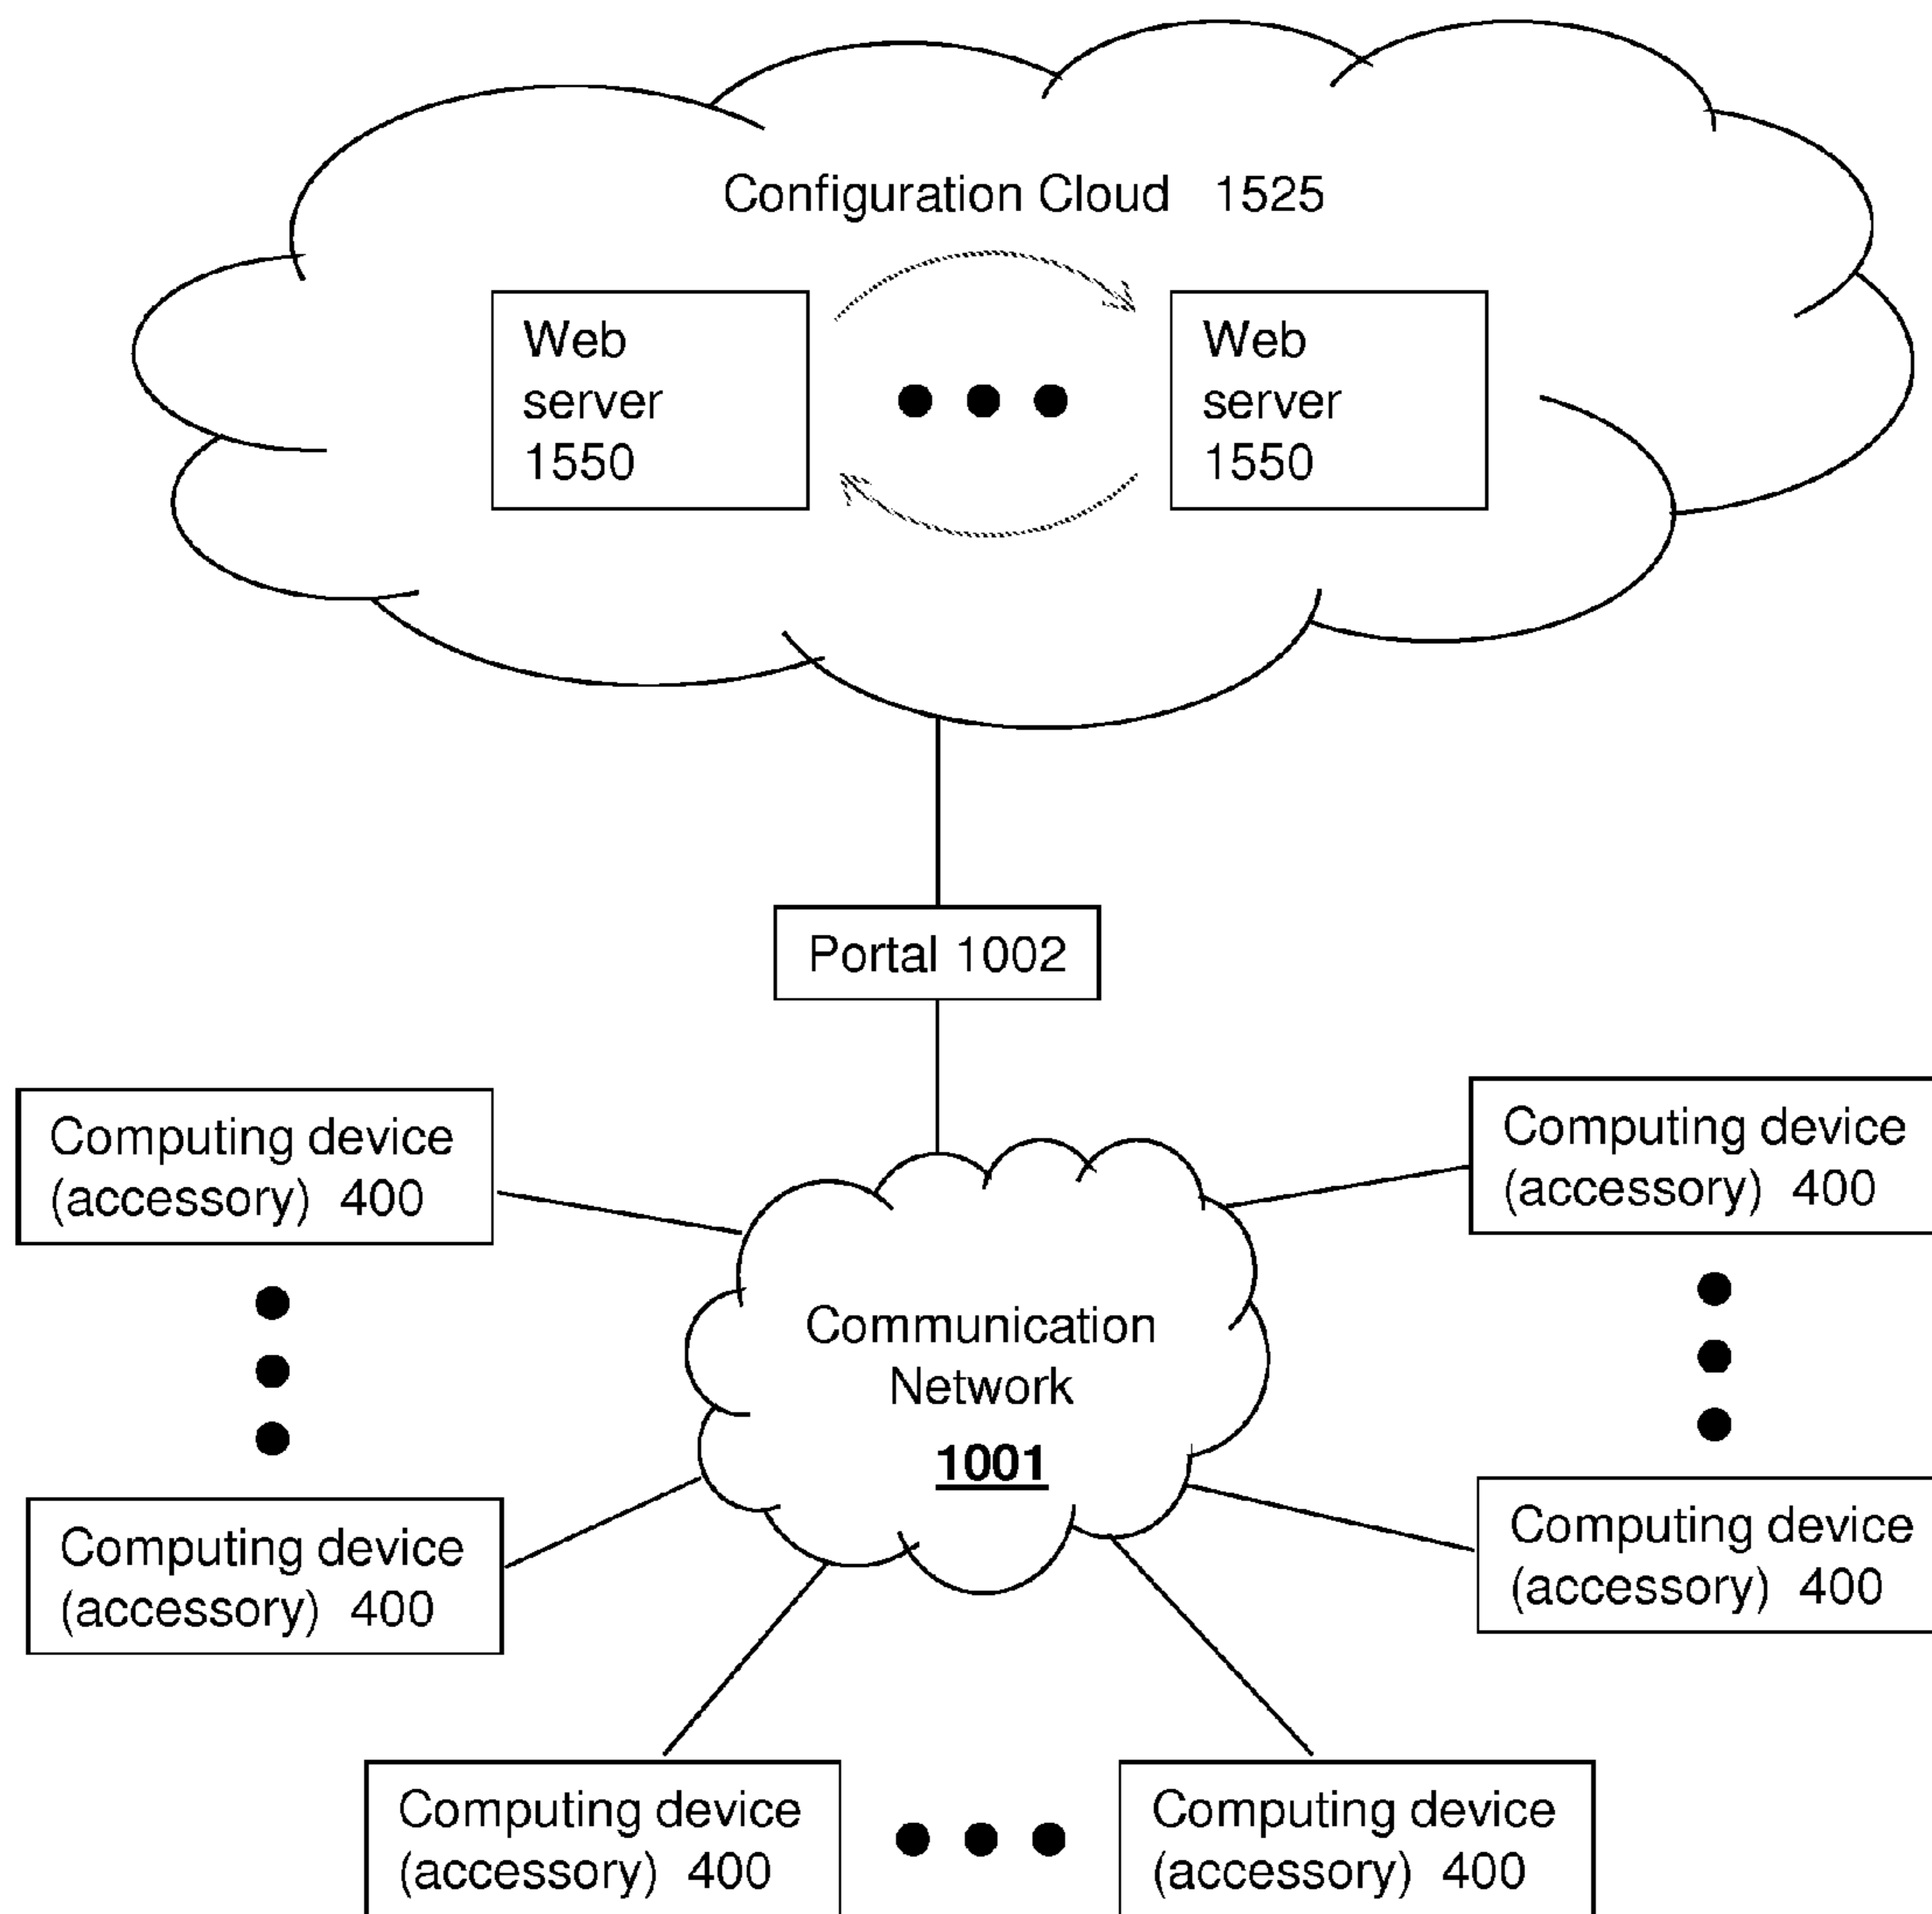 Configuration Cloud 1525
Web
server
1550
Web
server
1550
Portal 1002
Computing device
(accessory) 400
Computing device
(accessory) 400
Communication
Network
1001
Computing device
(accessory) 400
Computing device
(accessory) 400
Computing device
(accessory) 400
Computing device
(accessory) 400